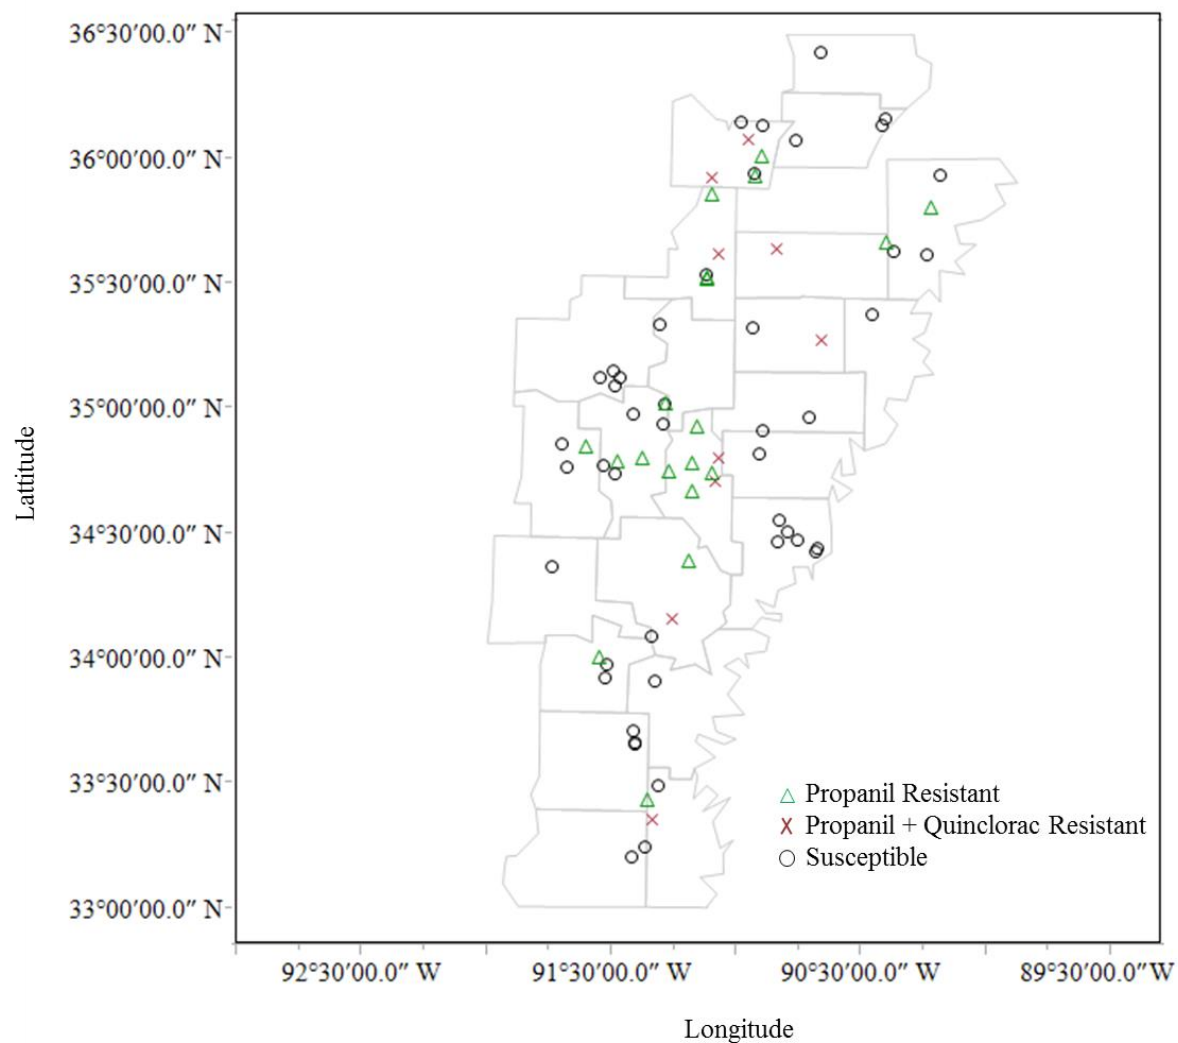 36°30′00.0″ N
36°00′00.0″ N
35°30′00.0″ N
35°00′00.0″ N
34°30′00.0″ N
34°00′00.0″ N
33°30′00.0″ N
33°00′00.0″ N
Lattitude
Propanil Resistant
Propanil + Quinclorac Resistant
Susceptible
92°30′00.0″ W 91°30′00.0″ W 90°30′00.0″ W 89°30′00.0″ W
Longitude